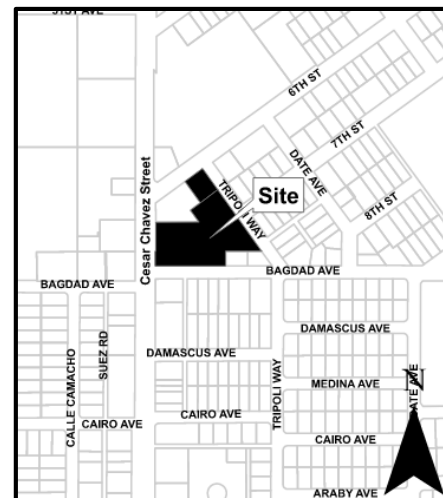 51ST AVE
6TH ST
7TH ST
DATE AVE
8TH ST
Cesar Chavez Street
TRIPOLI WAY
Site
BAGDAD AVE
BAGDAD AVE
DAMASCUS AVE
DAMASCUS AVE
SUEZ RD
CALLE CAMACHO
TRIPOLI WAY
MEDINA AVE
N
CAIRO AVE
CAIRO AVE
CAIRO AVE
ARABY AVE